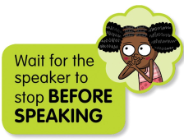 Wait for the
speaker to
stop BEFORE
SPEAKING